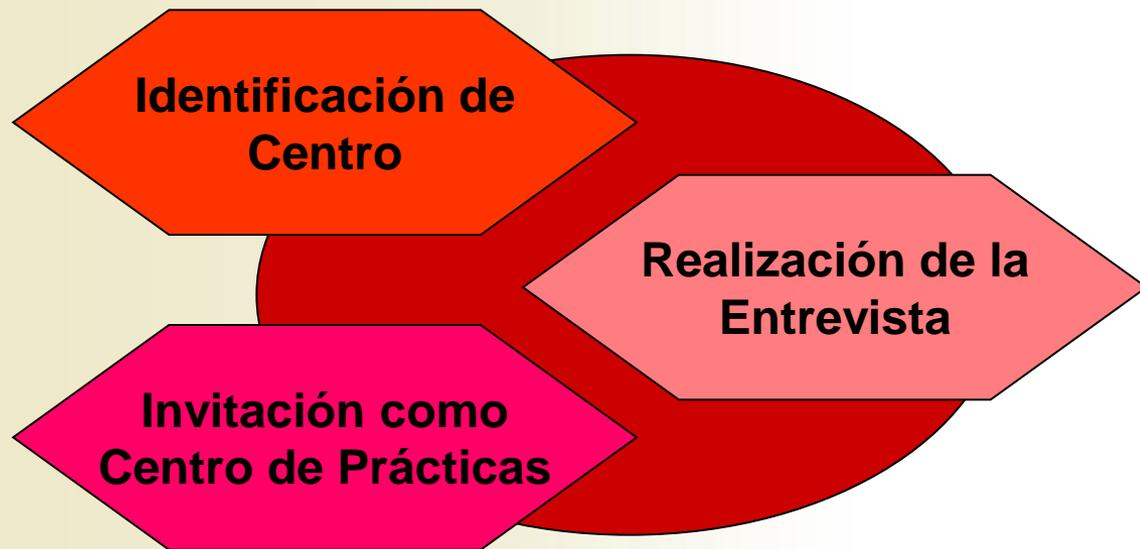 Identificación de
Centro
Realización de la
Entrevista
Invitación como
Centro de Prácticas